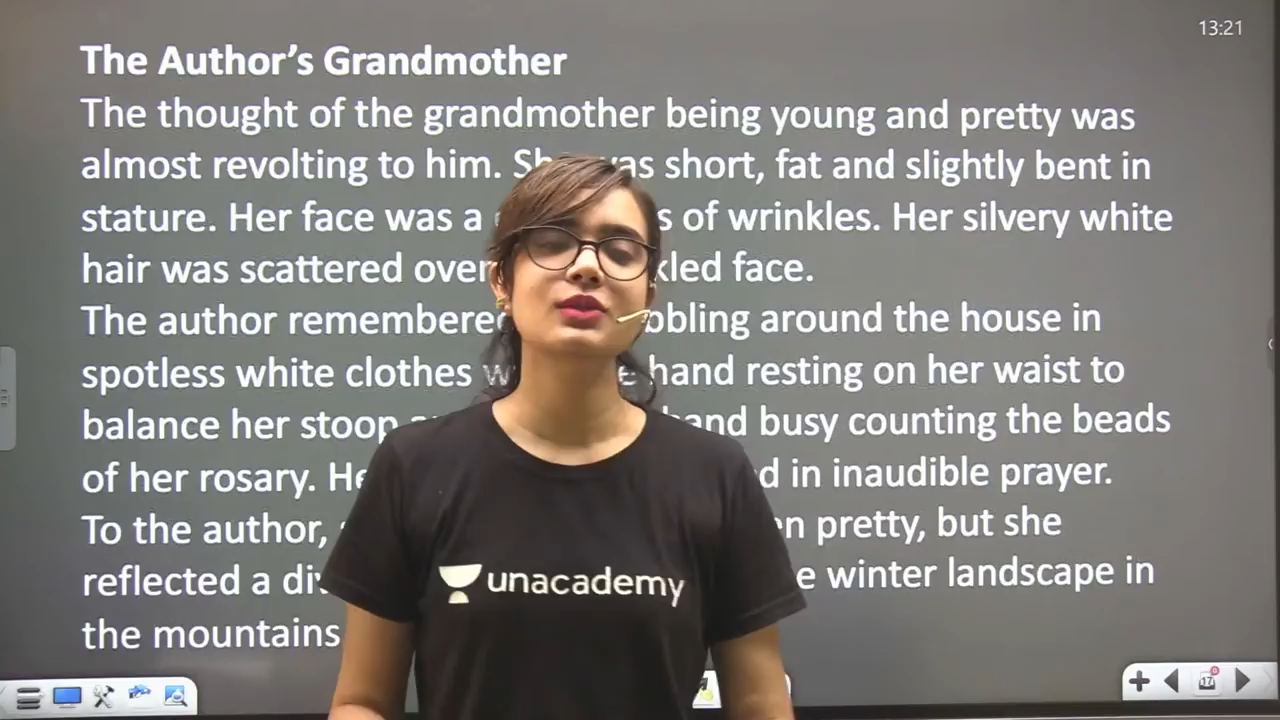 13:21
The Author's Grandmother
The thought of the grandmother being young and pretty was
almost revolting to him. She was short, fat and slightly bent in
stature. Her face was a of wrinkles. Her silvery white
hair was scattered over face.
The author remembered around the house in
spotless white clothes hand resting on her waist to
balance her stoop hand busy counting the beads
of her rosary. in inaudible prayer.
To the author, pretty, but she
reflected a winter landscape in
the mountains
unacademy
17